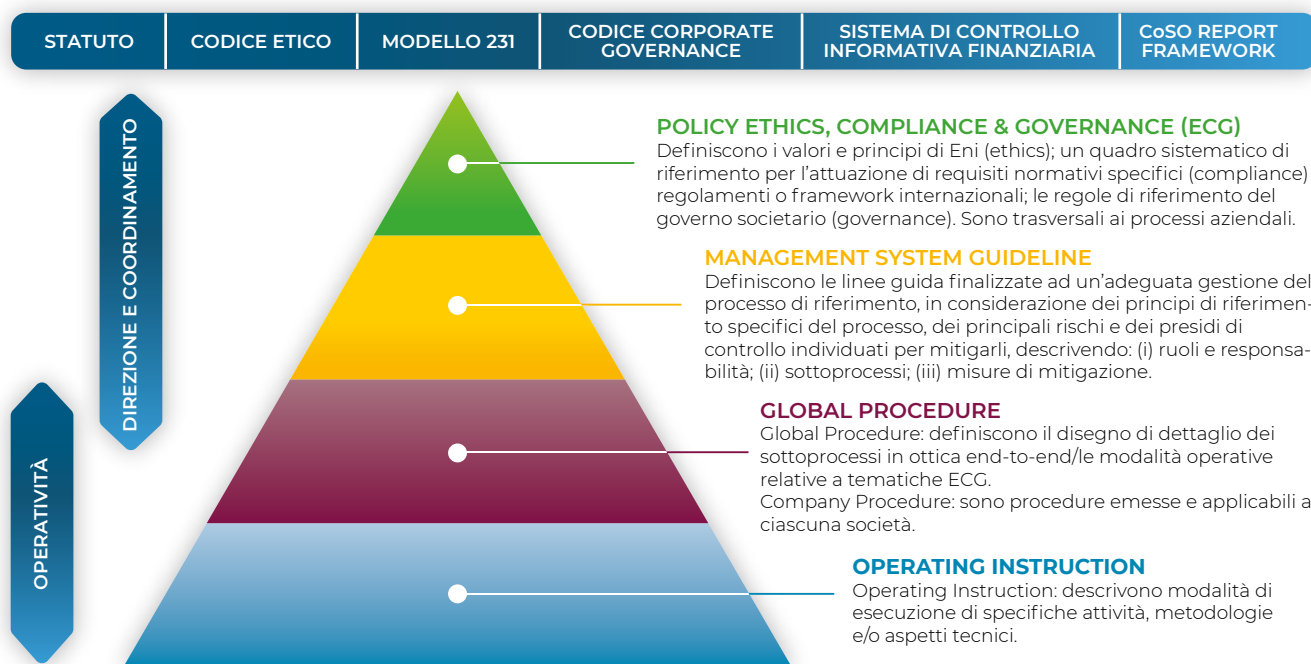 STATUTO
CODICE ETICO
MODELLO 231
CODICE CORPORATE
GOVERNANCE
SISTEMA DI CONTROLLO
INFORMATIVA FINANZIARIA
CoSO REPORT
FRAMEWORK
DIREZIONE E COORDINAMENTO
OPERATIVITÀ
POLICY ETHICS, COMPLIANCE & GOVERNANCE (ECG)
Definiscono i valori e principi di Eni (ethics); un quadro sistematico di
riferimento per l'attuazione di requisiti normativi specifici (compliance)
regolamenti o framework internazionali; le regole di riferimento del
governo societario (governance). Sono trasversali ai processi aziendali.
MANAGEMENT SYSTEM GUIDELINE
Definiscono le linee guida finalizzate ad un'adeguata gestione del
processo di riferimento, in considerazione dei principi di riferimen-
to specifici del processo, dei principali rischi e dei presidi di
controllo individuati per mitigarli, descrivendo: (i) ruoli e responsa-
bilità; (ii) sottoprocessi; (iii) misure di mitigazione.
GLOBAL PROCEDURE
Global Procedure: definiscono il disegno di dettaglio dei
sottoprocessi in ottica end-to-end/le modalità operative
relative a tematiche ECG.
Company Procedure: sono procedure emesse e applicabili a
ciascuna società.
OPERATING INSTRUCTION
Operating Instruction: descrivono modalità di
esecuzione di specifiche attività, metodologie
e/o aspetti tecnici.